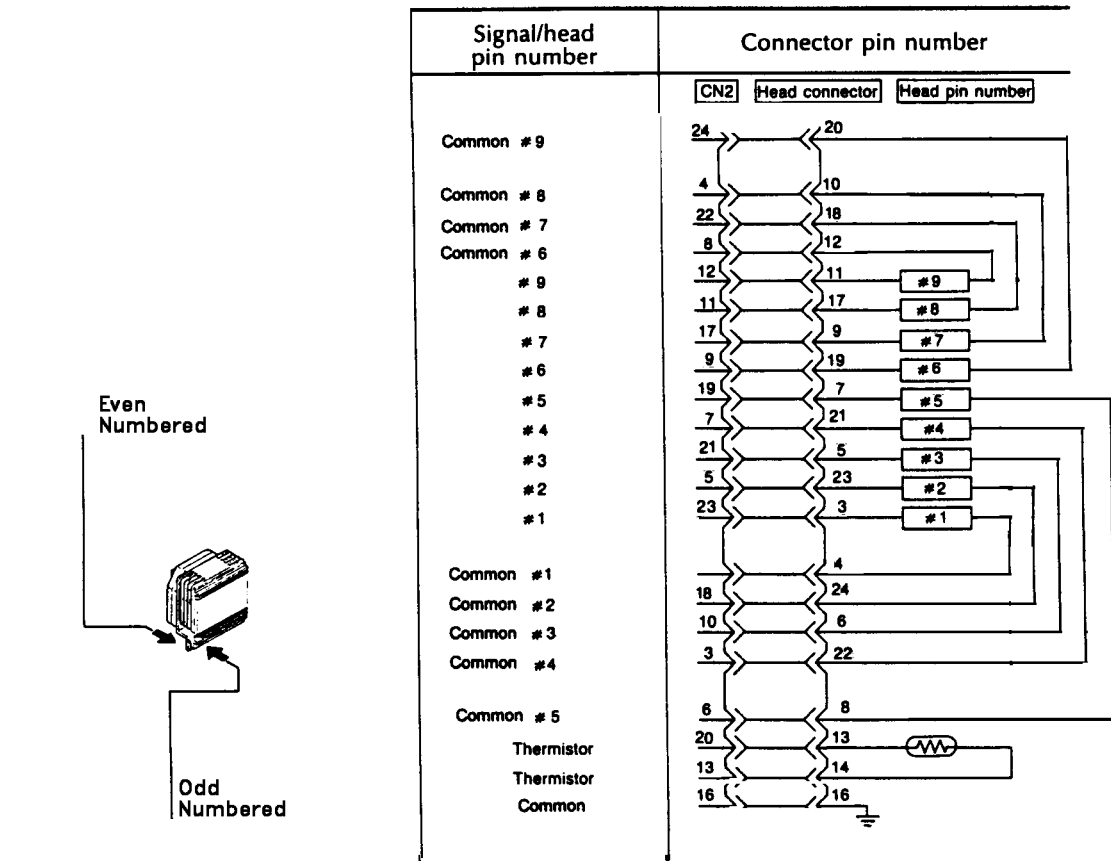 Signal/head
pin number
Connector pin number
CN2 Head connector Head pin number
Common #9 24 20
Common #8 4 10
Common #7 22 18
Common #6 8 12
#9 12 11 #9
#8 11 17 #8
#7 17 9 #7
#6 9 19 #6
#5 19 7 #5
#4 7 21 #4
#3 21 5 #3
#2 5 23 #2
#1 23 3 #1
Common #1 4
Common #2 18 24
Common #3 10 6
Common #4 3 22
Common #5 6 8
Thermistor 20 13
Thermistor 13 14
Common 16 16
Even
Numbered
Odd
Numbered